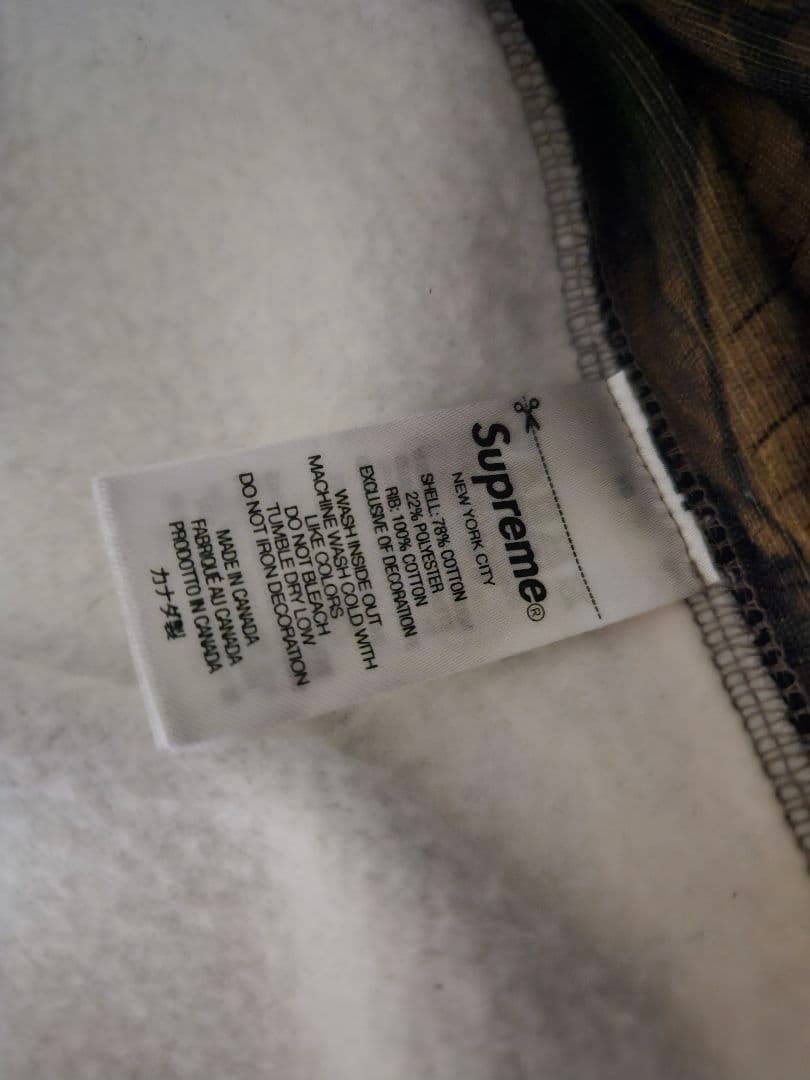 Supreme®
NEW YORK CITY
SHELL: 78% COTTON
22% POLYESTER
RIB: 100% COTTON
EXCLUSIVE OF DECORATION
WASH INSIDE OUT
MACHINE WASH COLD WITH
LIKE COLORS
DO NOT BLEACH
TUMBLE DRY LOW
DO NOT IRON DECORATION
MADE IN CANADA
FABRIQUÉ AU CANADA
PRODOTTO IN CANADA
カナダ製